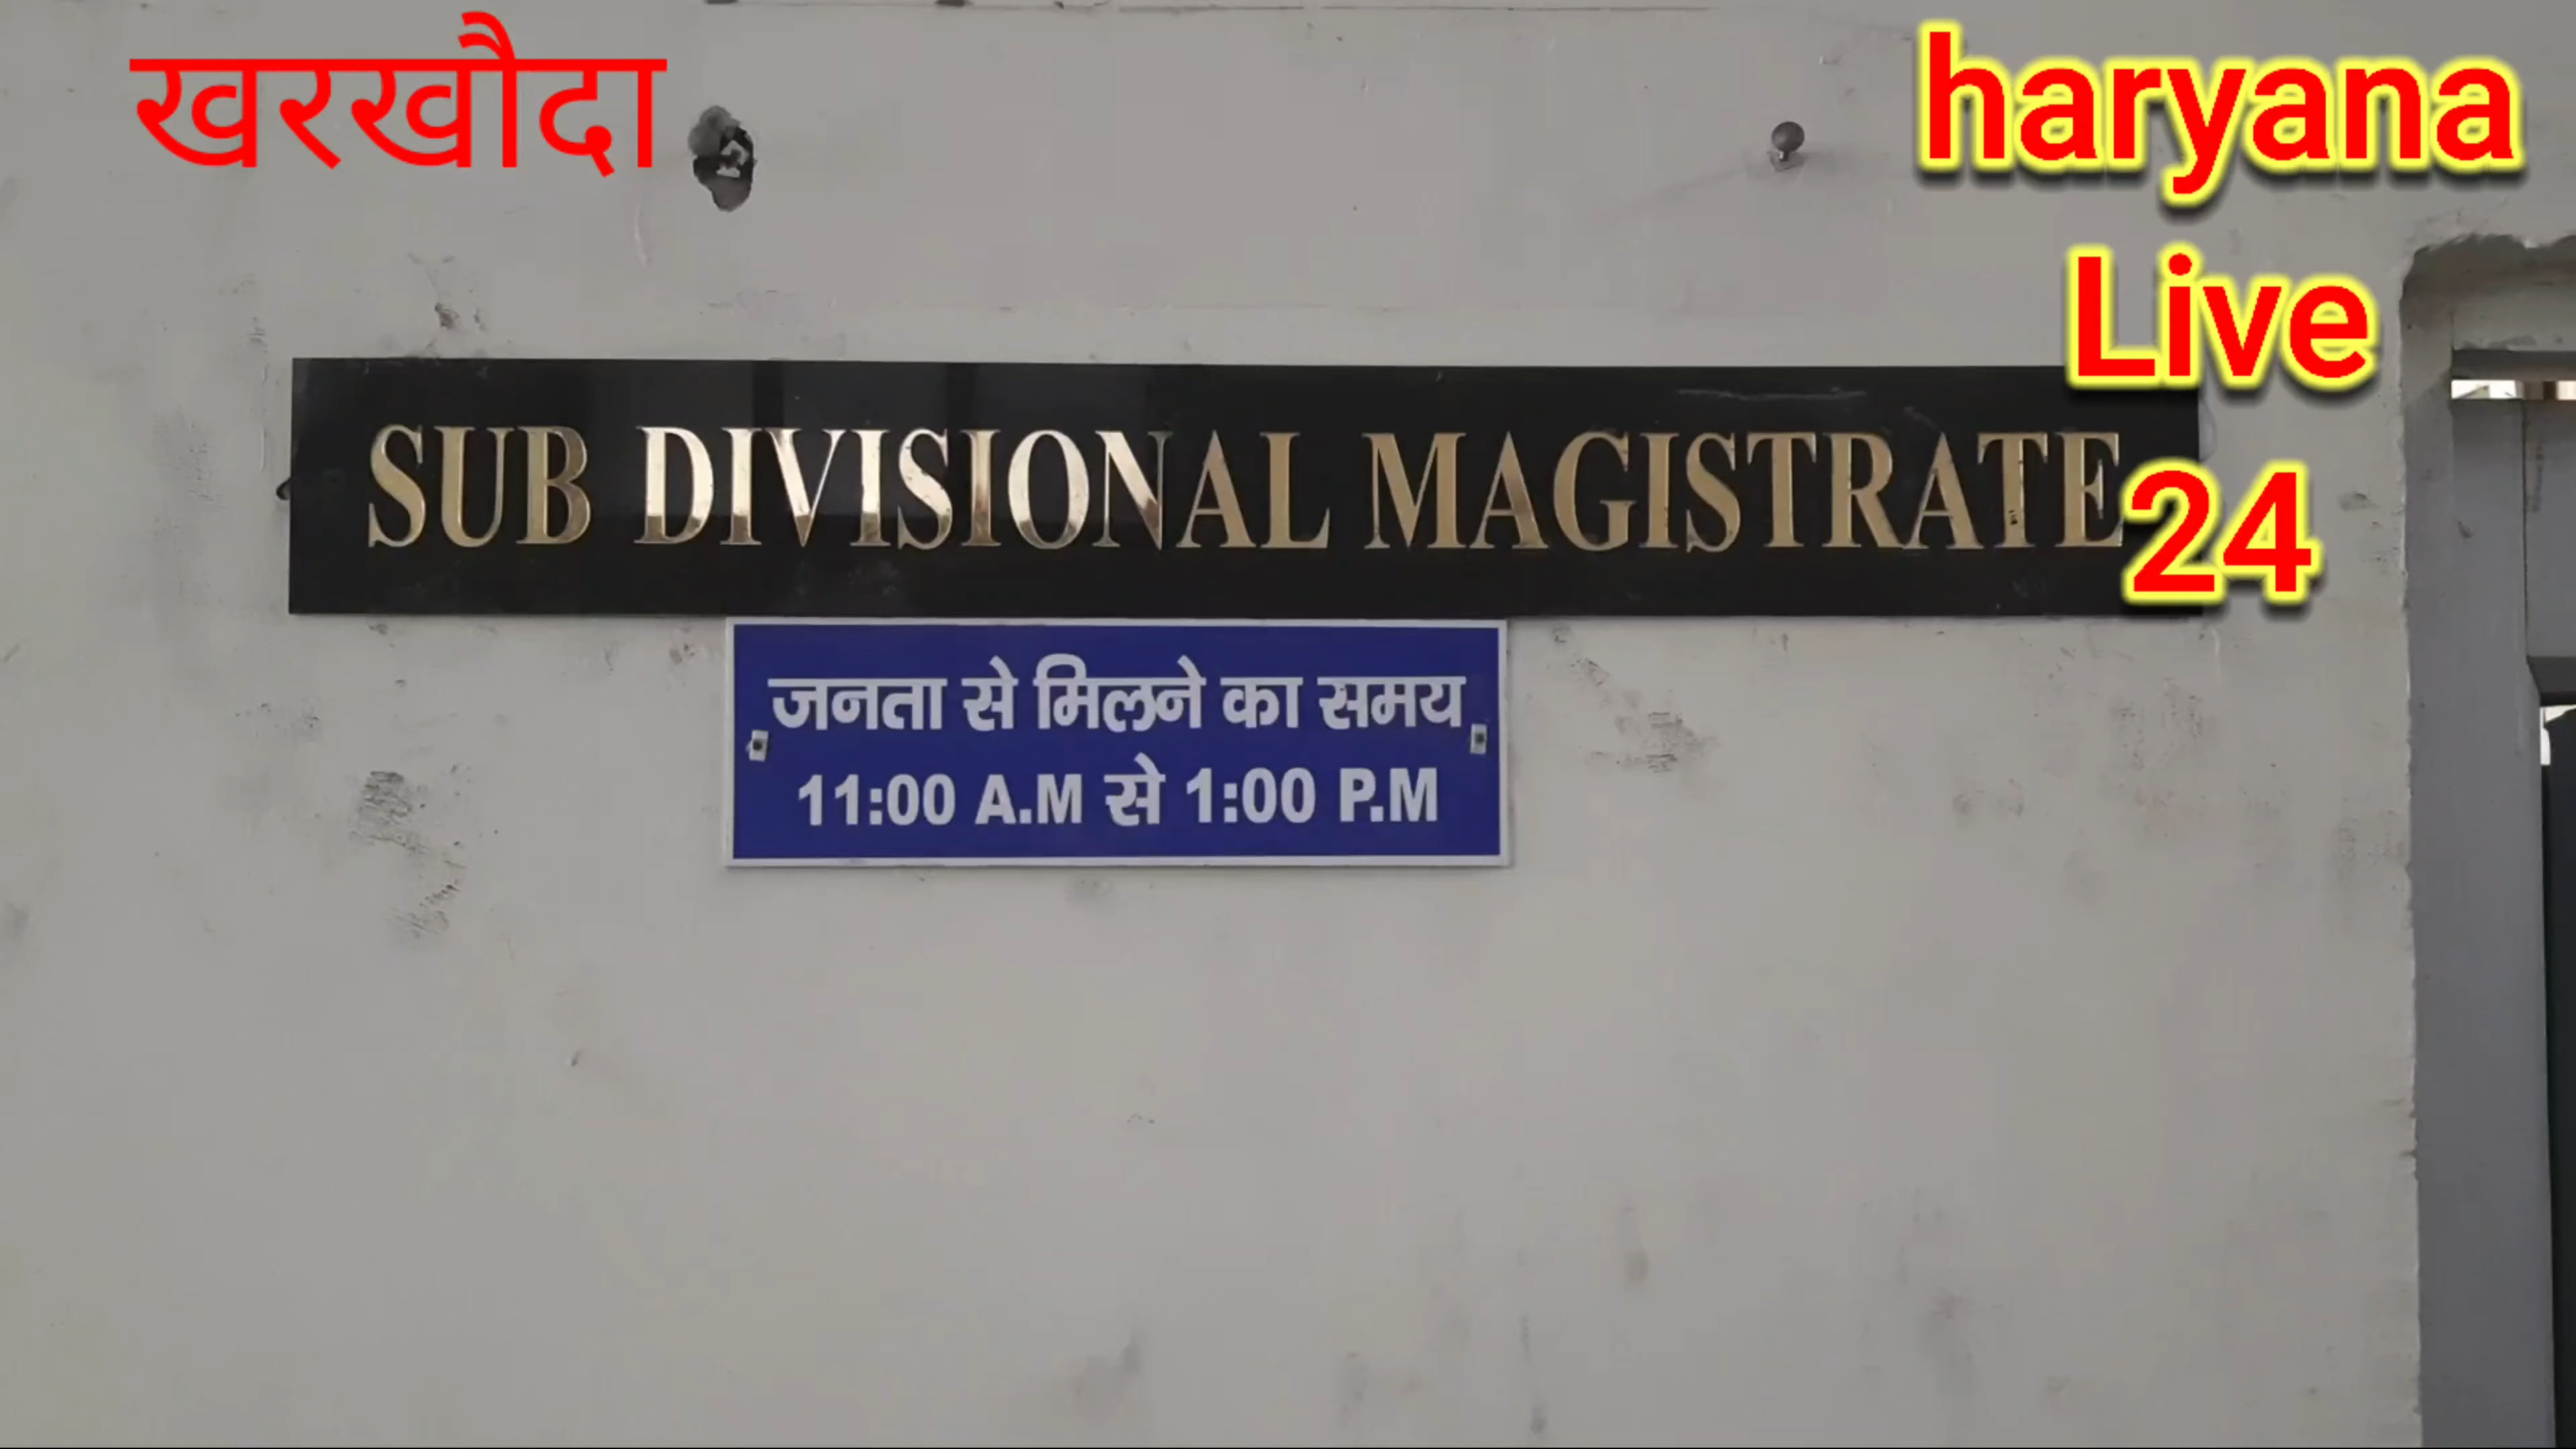 खरखौदा
haryana
Live
24
SUB DIVISIONAL MAGISTRATE
जनता से मिलने का समय
11:00 A.M से 1:00 P.M